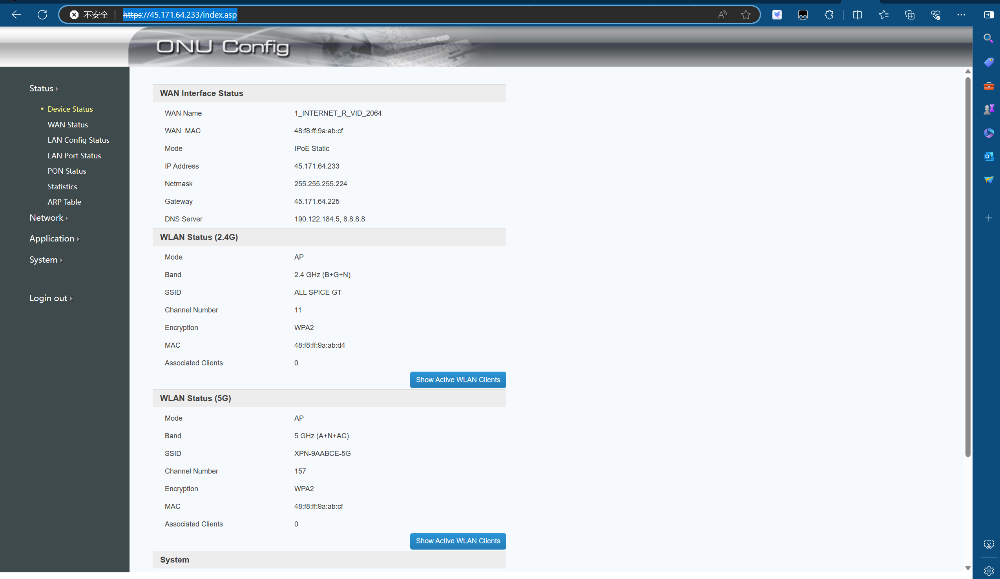 不安全 https://45.171.64.233/index.asp
ONU Config
Status
Device Status
WAN Status
LAN Config Status
LAN Port Status
PON Status
Statistics
ARP Table
Network
Application
System
Login out
WAN Interface Status
WAN Name 1_INTERNET_R_VID_2064
WAN MAC 48:f8:ff:9a:ab:cf
Mode IPoE Static
IP Address 45.171.64.233
Netmask 255.255.255.224
Gateway 45.171.64.225
DNS Server 190.122.184.5, 8.8.8.8
WLAN Status (2.4G)
Mode AP
Band 2.4 GHz (B+G+N)
SSID ALL SPICE GT
Channel Number 11
Encryption WPA2
MAC 48:f8:ff:9a:ab:d4
Associated Clients 0
Show Active WLAN Clients
WLAN Status (5G)
Mode AP
Band 5 GHz (A+N+AC)
SSID XPN-9AABCE-5G
Channel Number 157
Encryption WPA2
MAC 48:f8:ff:9a:ab:cf
Associated Clients 0
Show Active WLAN Clients
System